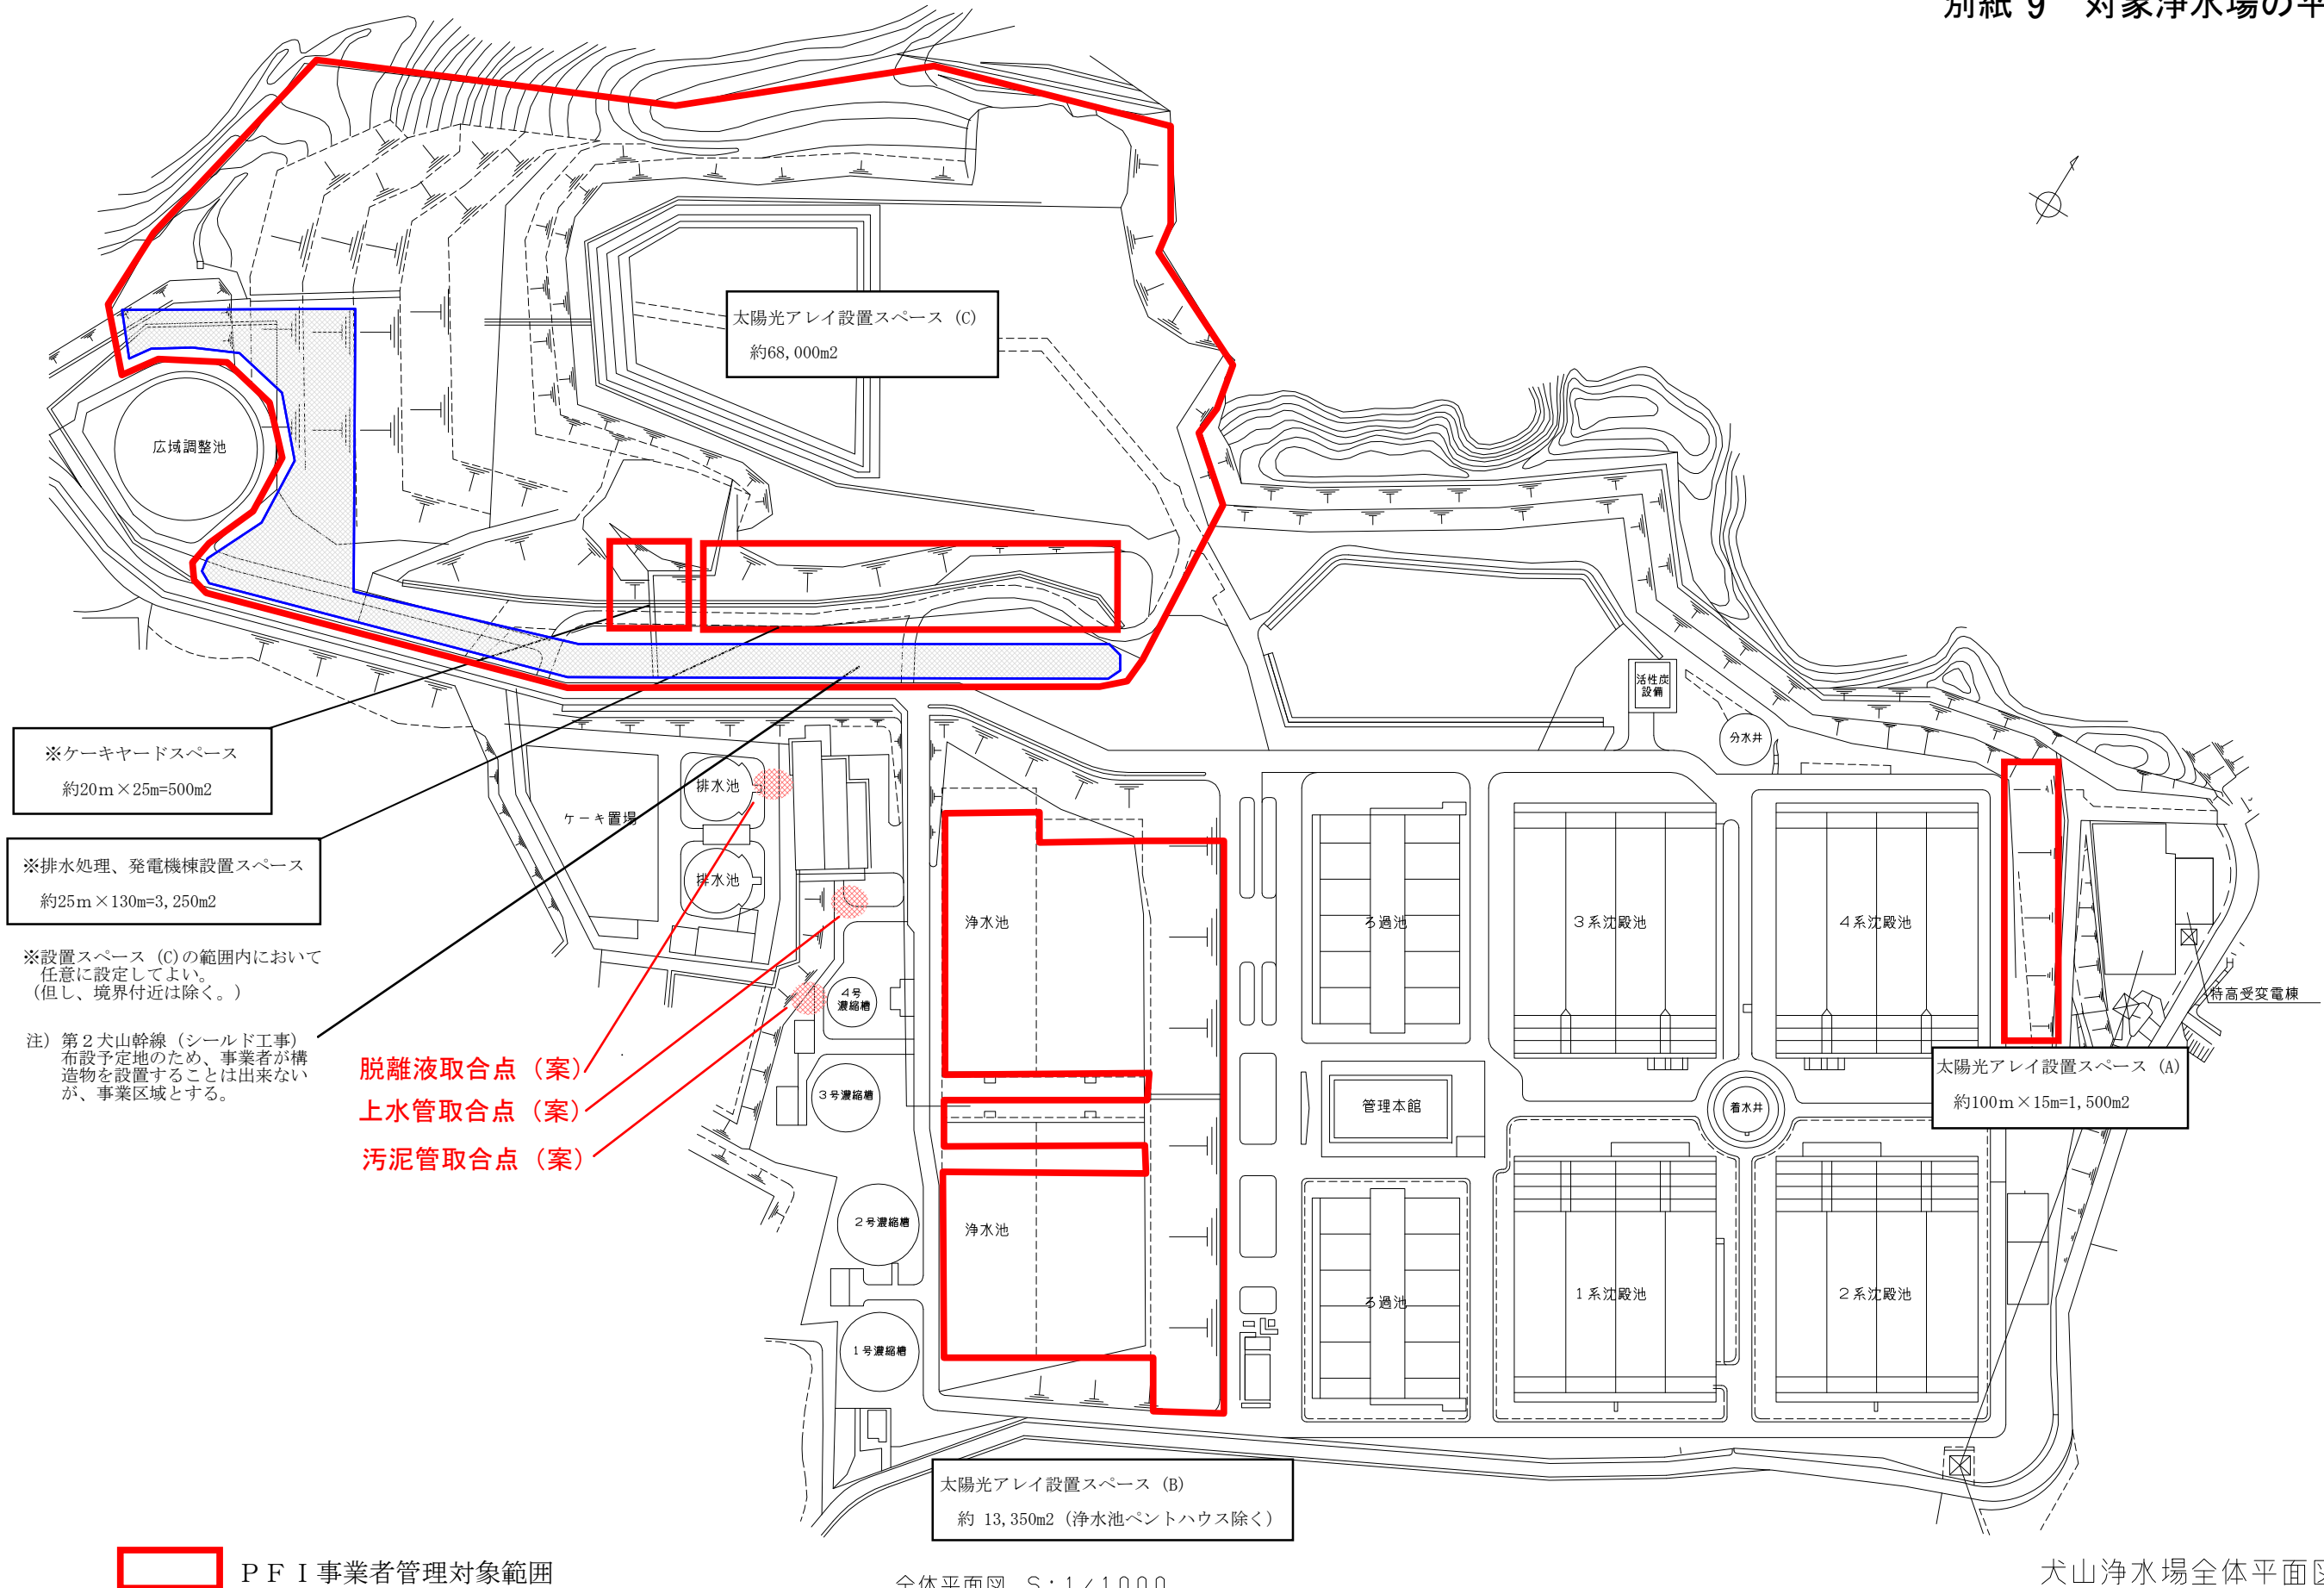 別紙 9　対象浄水場の平
太陽光アレイ設置スペース（C）
約68,000m2
広域調整池
※ケーキヤードスペース
約20ｍ×25m=500m2
※排水処理、発電機棟設置スペース
約25ｍ×130m=3,250m2
※設置スペース（C)の範囲内において
任意に設定してよい。
（但し、境界付近は除く。）
注）第２犬山幹線（シールド工事）
布設予定地のため、事業者が構
造物を設置することは出来ない
が、事業区域とする。
脱離液取合点（案）
上水管取合点（案）
汚泥管取合点（案）
ケーキ置場
排水池
排水池
4号
濃縮槽
３号濃縮槽
２号濃縮槽
１号濃縮槽
浄水池
浄水池
ろ過池
ろ過池
管理本館
活性炭
設備
分水井
３系沈殿池
４系沈殿池
着水井
１系沈殿池
２系沈殿池
特高受変電棟
太陽光アレイ設置スペース（A）
約100ｍ×15m=1,500m2
太陽光アレイ設置スペース（B）
約 13,350m2（浄水池ペントハウス除く）
ＰＦＩ事業者管理対象範囲
全体平面図　S：1／1000
犬山浄水場全体平面図